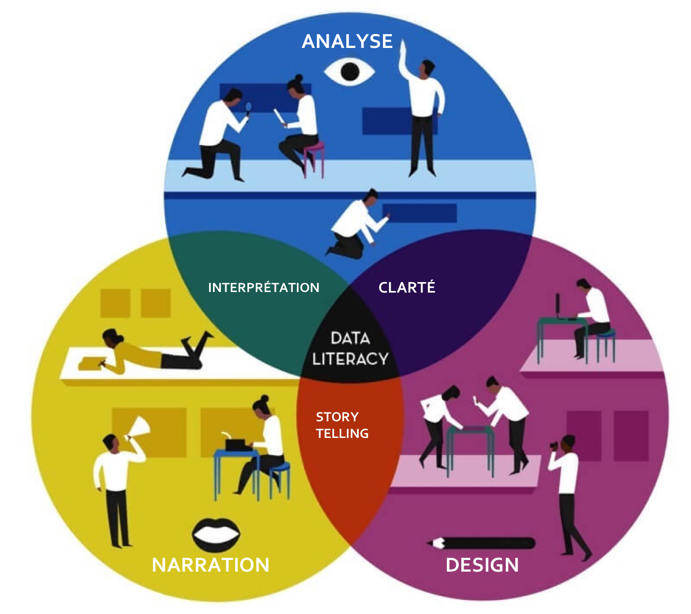 ANALYSE
INTERPRÉTATION
CLARTÉ
DATA
LITERACY
STORY
TELLING
NARRATION
DESIGN